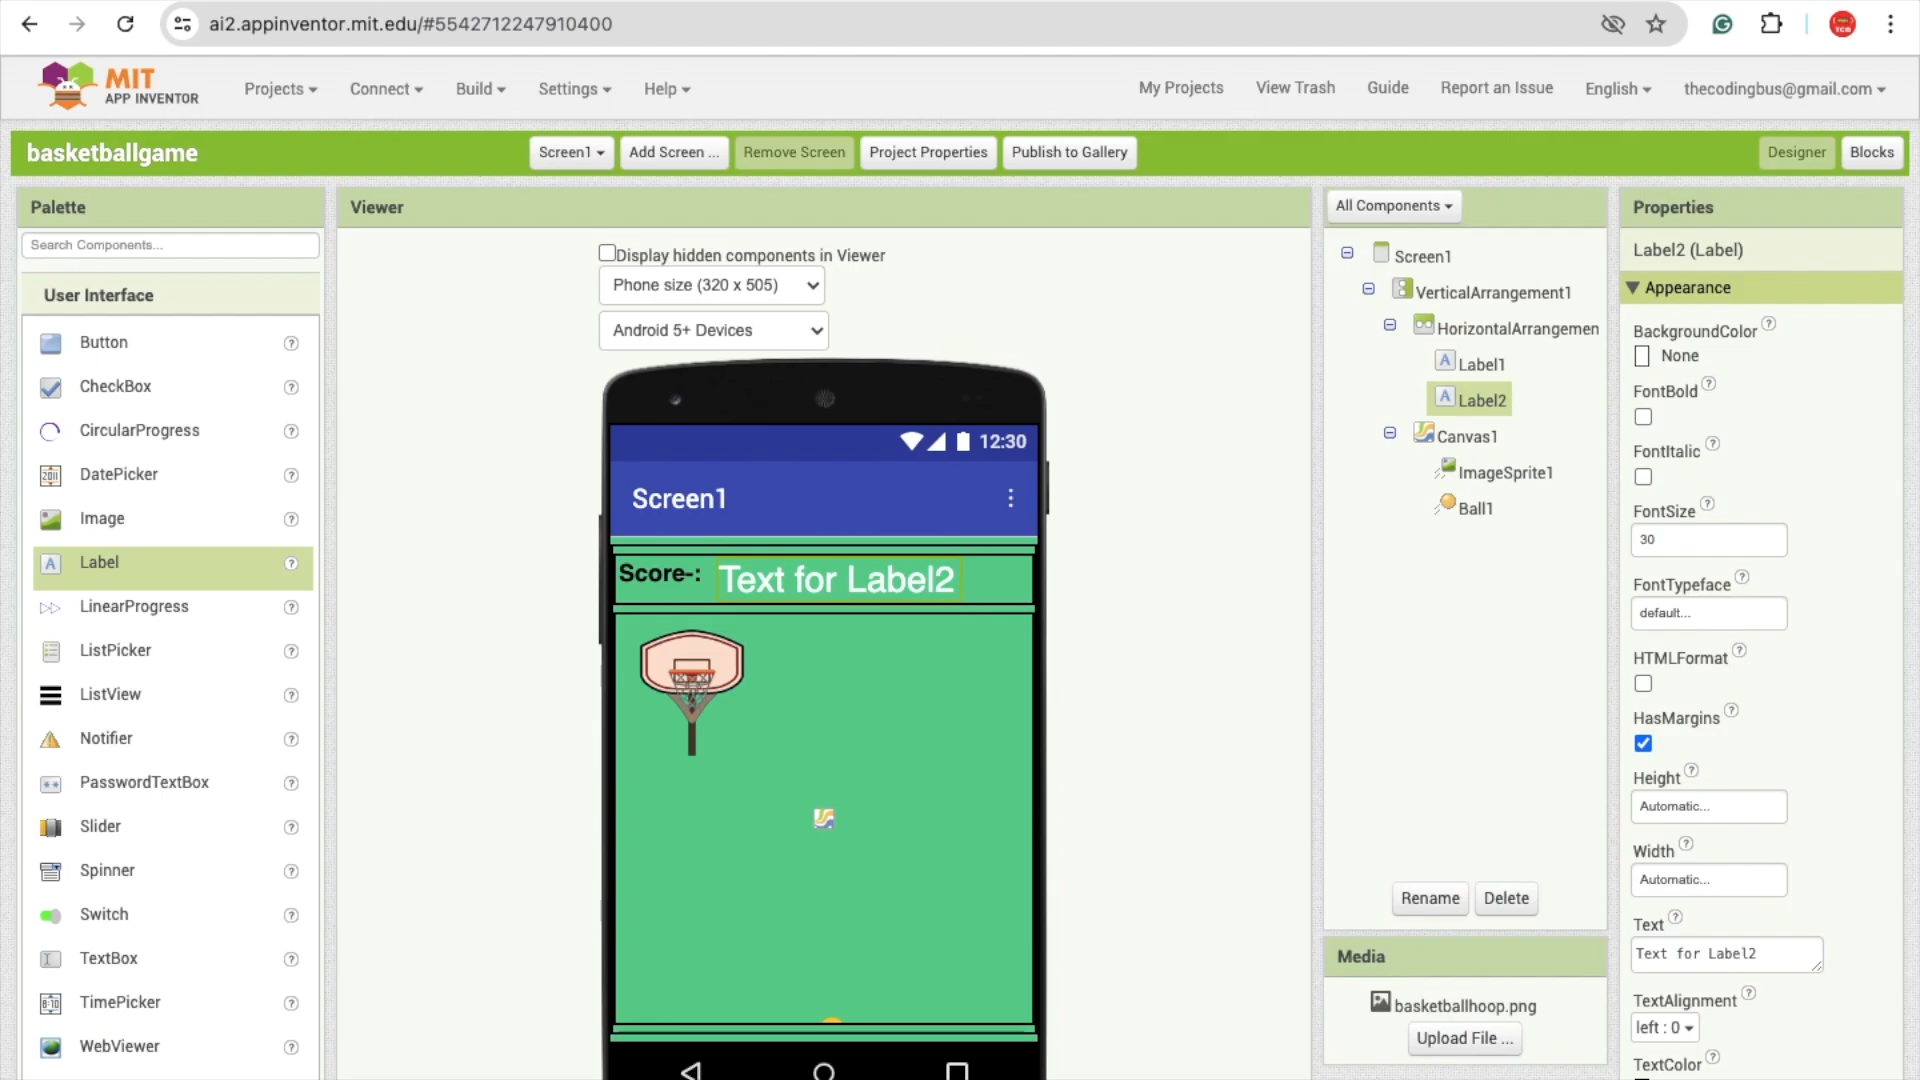 ai2.appinventor.mit.edu/#5542712247910400
MIT
APP INVENTOR
Projects
Connect
Build
Settings
Help
My Projects
View Trash
Guide
Report an Issue
English
thecodingbus@gmail.com
basketballgame
Screen1
Add Screen ...
Remove Screen
Project Properties
Publish to Gallery
Designer
Blocks
Palette
Search Components...
User Interface
Button
CheckBox
CircularProgress
DatePicker
Image
Label
LinearProgress
ListPicker
ListView
Notifier
PasswordTextBox
Slider
Spinner
Switch
TextBox
TimePicker
WebViewer
Viewer
Display hidden components in Viewer
Phone size (320 x 505)
Android 5+ Devices
12:30
Screen1
Score-: Text for Label2
All Components
Screen1
VerticalArrangement1
HorizontalArrangemen
Label1
Label2
Canvas1
ImageSprite1
Ball1
Rename
Delete
Media
basketballhoop.png
Upload File ...
Properties
Label2 (Label)
Appearance
BackgroundColor
None
FontBold
FontItalic
FontSize
30
FontTypeface
default...
HTMLFormat
HasMargins
Height
Automatic...
Width
Automatic...
Text
Text for Label2
TextAlignment
left : 0
TextColor